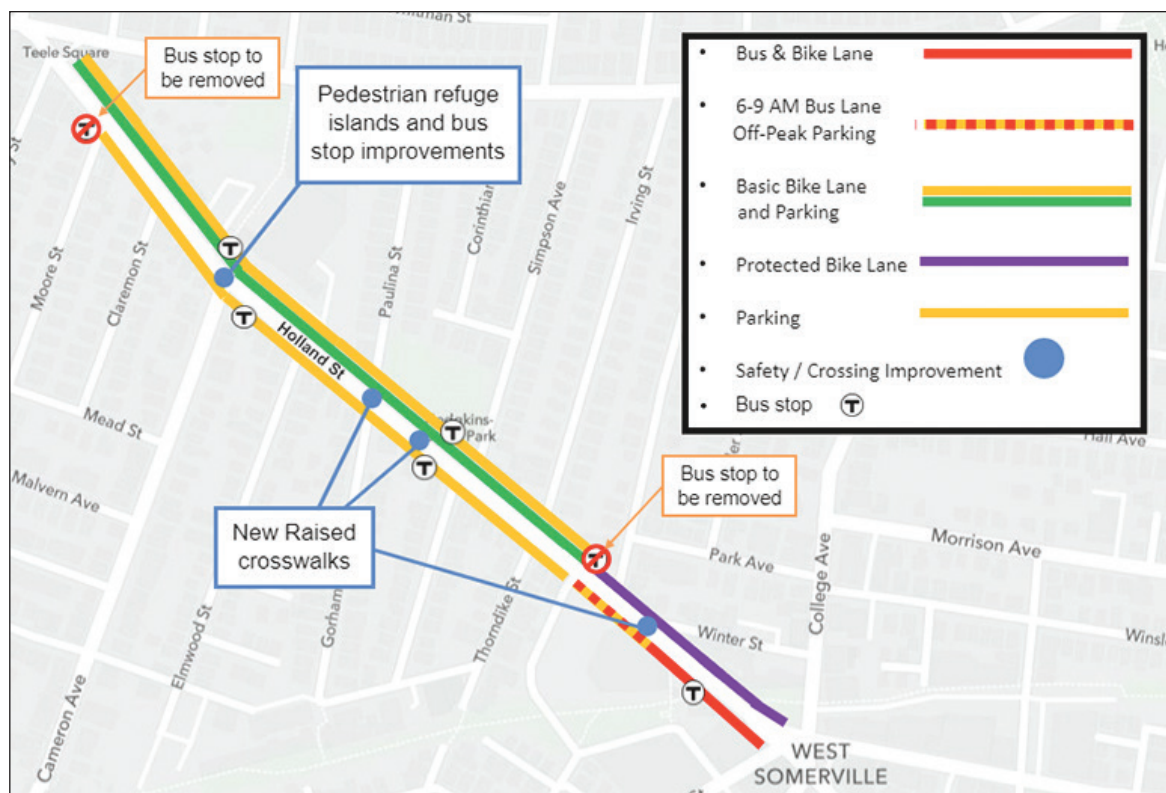 Teele Square
Bus stop to
be removed
Pedestrian refuge
islands and bus
stop improvements
• Bus & Bike Lane
• 6-9 AM Bus Lane
Off-Peak Parking
• Basic Bike Lane
and Parking
• Protected Bike Lane
• Parking
• Safety / Crossing Improvement
• Bus stop T
T
T
T
T
T
T
T
Moore St
Claremon St
Paulina St
Simpson Ave
Irving St
Holland St
Park
Mead St
Malvern Ave
Hall Ave
Bus stop to
be removed
New Raised
crosswalks
Morrison Ave
Park Ave
College Ave
Winter St
Gorham
Thorndike St
Elmwood St
Cameron Ave
WEST
SOMERVILLE